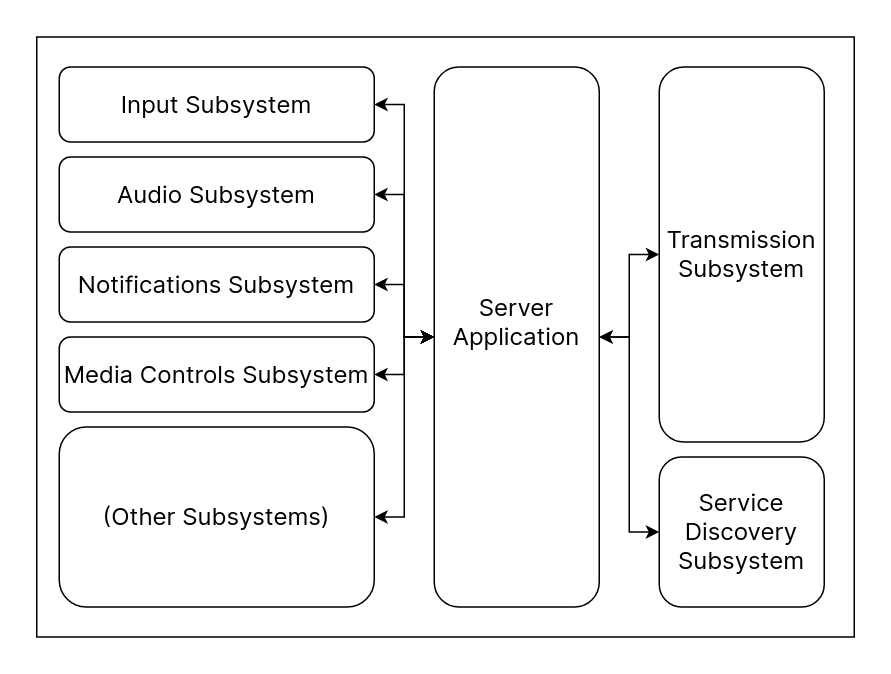 Input Subsystem
Audio Subsystem
Notifications Subsystem
Media Controls Subsystem
(Other Subsystems)
Server
Application
Transmission
Subsystem
Service
Discovery
Subsystem